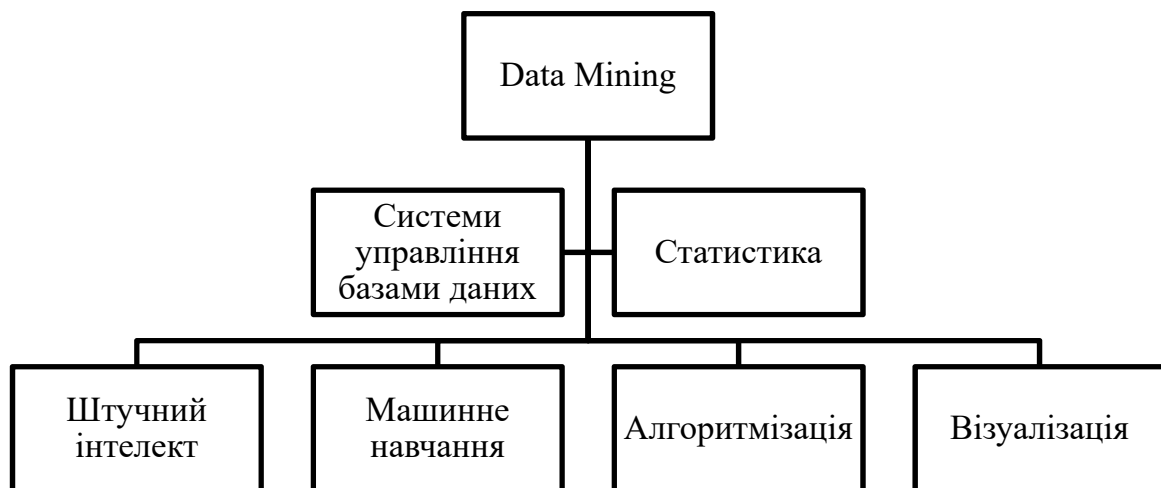 Data Mining
Системи
управління
базами даних
Статистика
Штучний
інтелект
Машинне
навчання
Алгоритмізація
Візуалізація